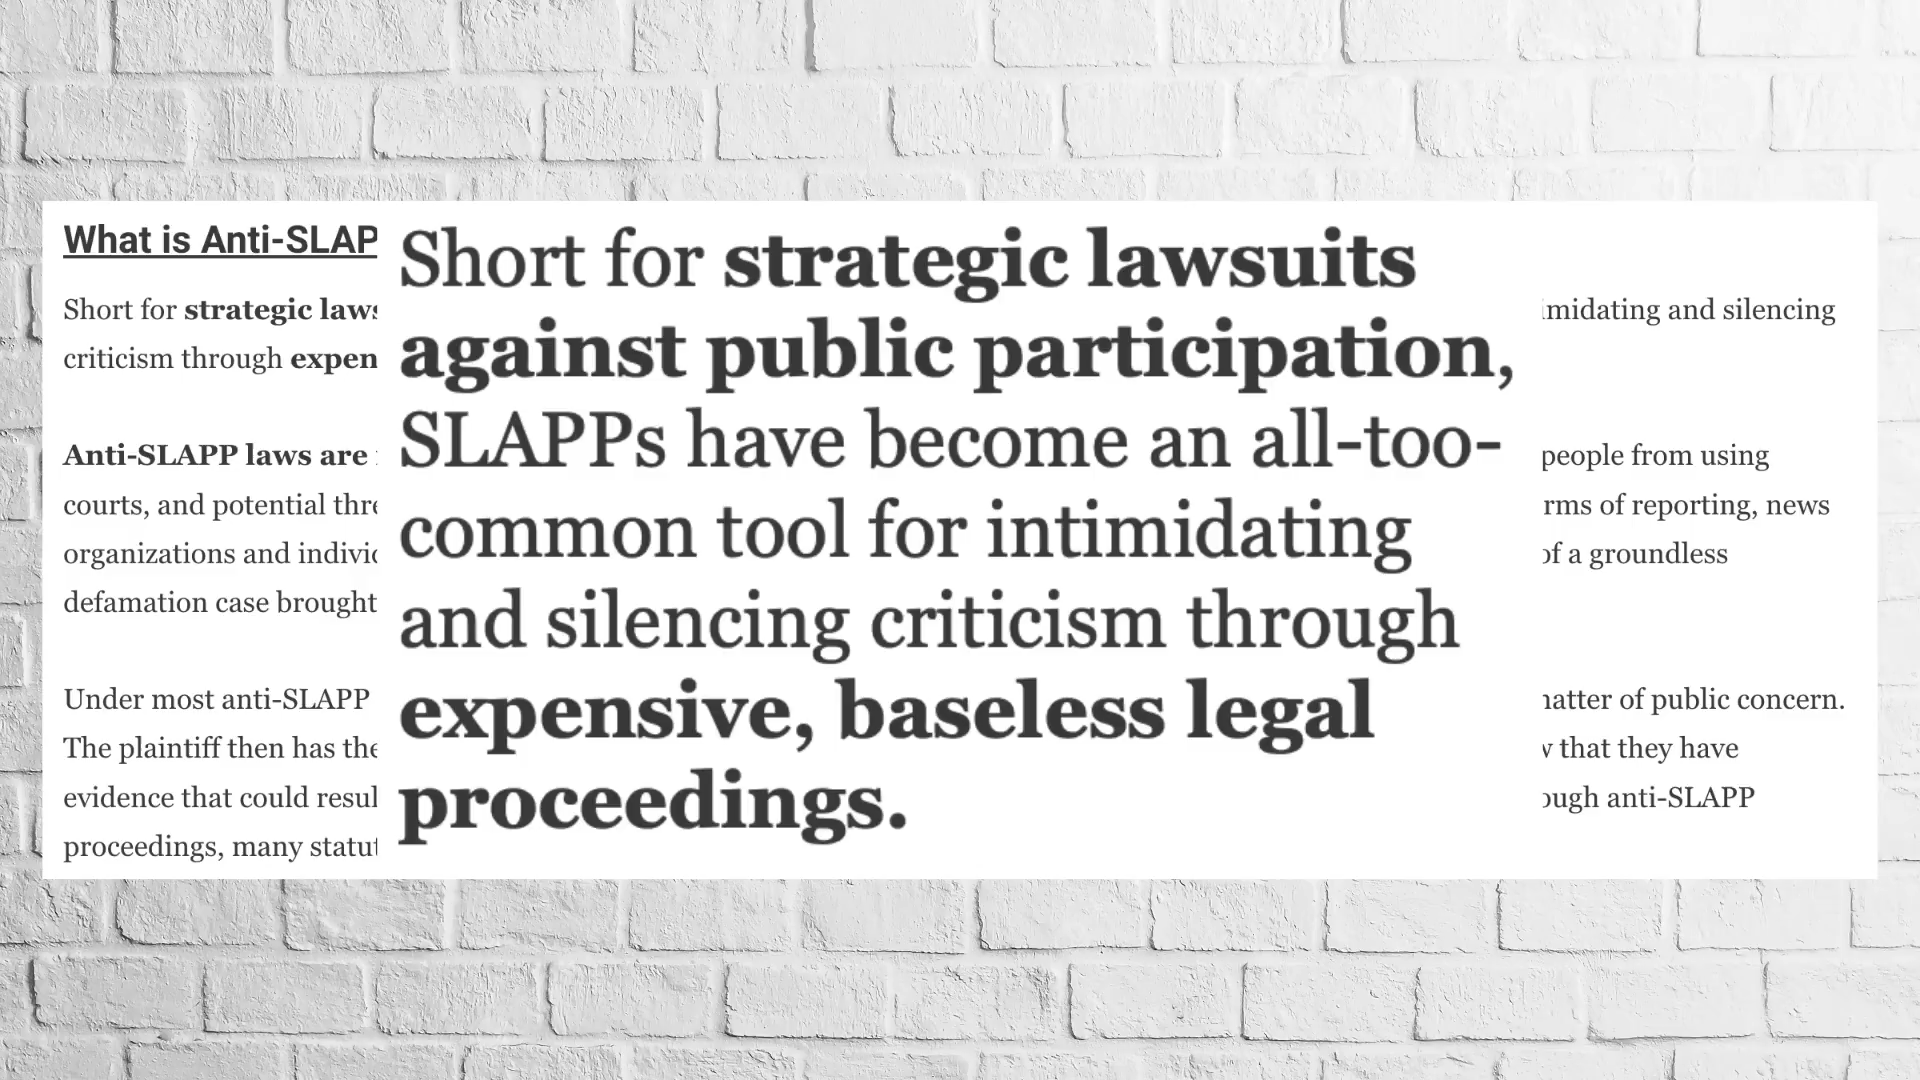 What is Anti-SLAP
Short for strategic laws
criticism through expen
Anti-SLAPP laws are
courts, and potential thre
organizations and indivi
defamation case brought
Under most anti-SLAPP
The plaintiff then has the
evidence that could resul
proceedings, many statut
Short for strategic lawsuits
against public participation,
SLAPPs have become an all-too-
common tool for intimidating
and silencing criticism through
expensive, baseless legal
proceedings.
imidating and silencing
people from using
rms of reporting, news
of a groundless
matter of public concern.
that they have
ough anti-SLAPP